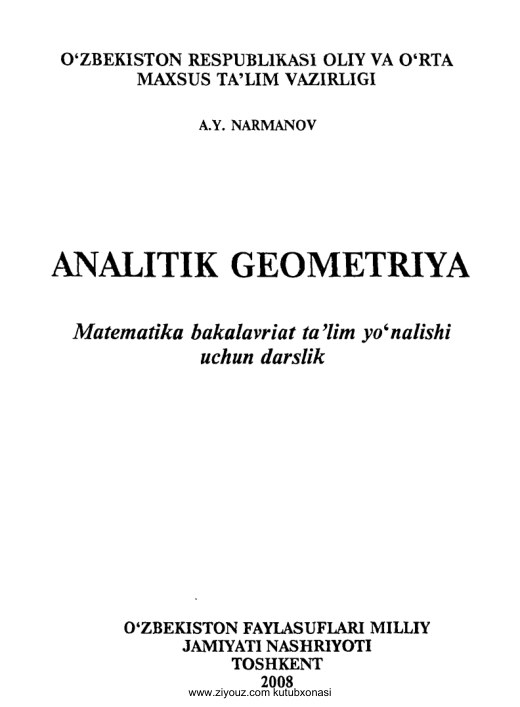 O‘ZBEKISTON RESPUBLIKASI OLIY VA O‘RTA
MAXSUS TA’LIM VAZIRLIGI
A.Y. NARMANOV
ANALITIK GEOMETRIYA
Matematika bakalavriat ta’lim yo‘nalishi
uchun darslik
O‘ZBEKISTON FAYLASUFLARI MILLIY
JAMIYATI NASHRIYOTI
TOSHKENT
2008
www.ziyouz.com kutubxonasi